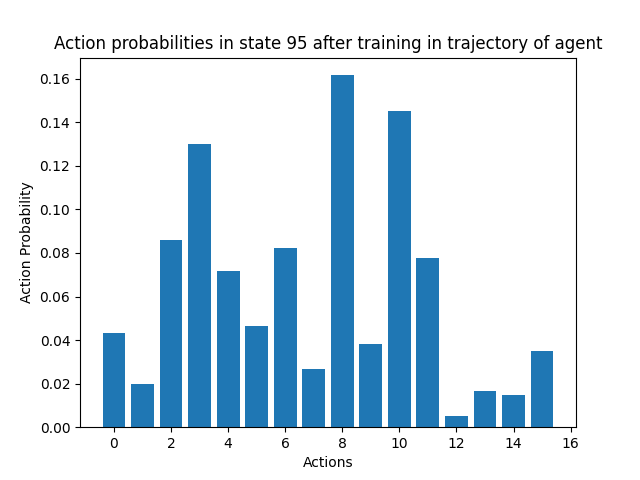 Action probabilities in state 95 after training in trajectory of agent
0.16
0.14
0.12
0.10
0.08
0.06
0.04
0.02
0.00
Action Probability
0 2 4 6 8 10 12 14 16
Actions